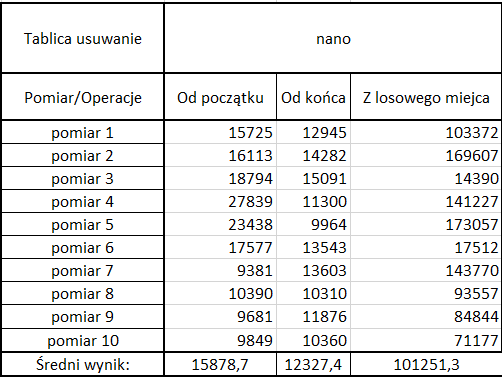 Tablica usuwanie nano
Pomiar/Operacje Od początku Od końca Z losowego miejca
pomiar 1 15725 12945 103372
pomiar 2 16113 14282 169607
pomiar 3 18794 15091 14390
pomiar 4 27839 11300 141227
pomiar 5 23438 9964 173057
pomiar 6 17577 13543 17512
pomiar 7 9381 13603 143770
pomiar 8 10390 10310 93557
pomiar 9 9681 11876 84844
pomiar 10 9849 10360 71177
Średni wynik: 15878,7 12327,4 101251,3